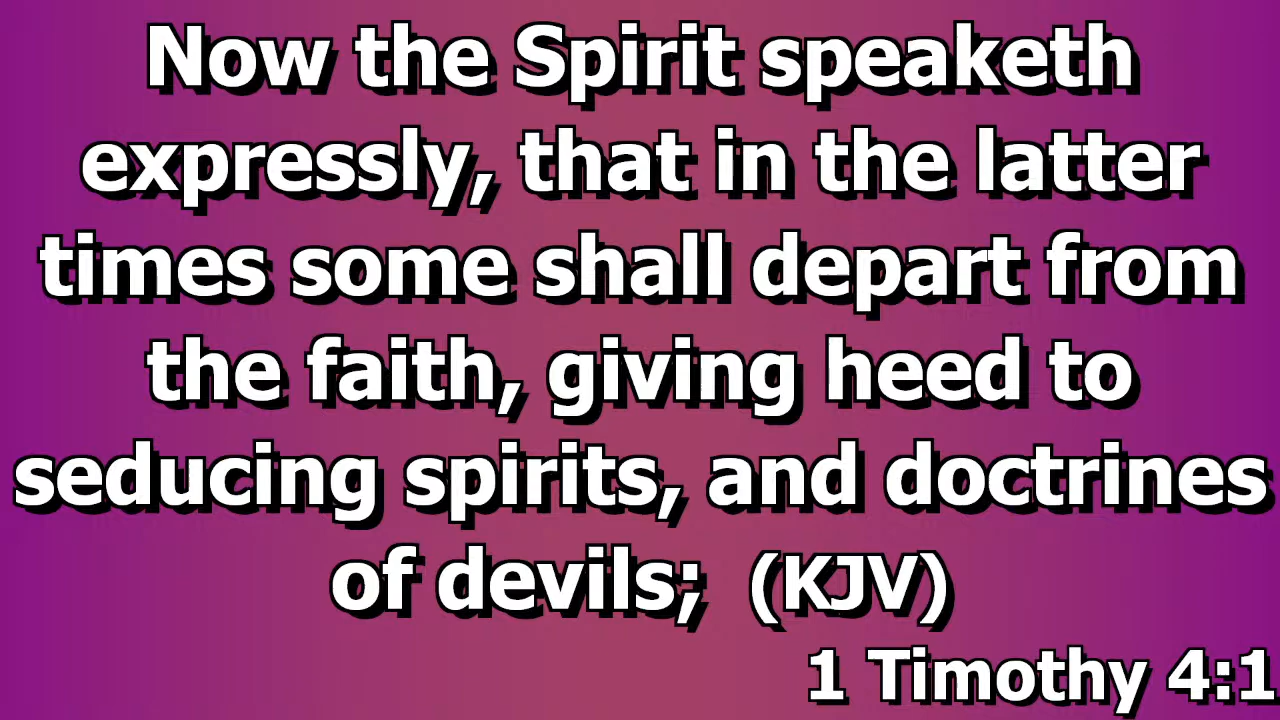 Now the Spirit speaketh
expressly, that in the latter
times some shall depart from
the faith, giving heed to
seducing spirits, and doctrines
of devils; (KJV)
1 Timothy 4:1